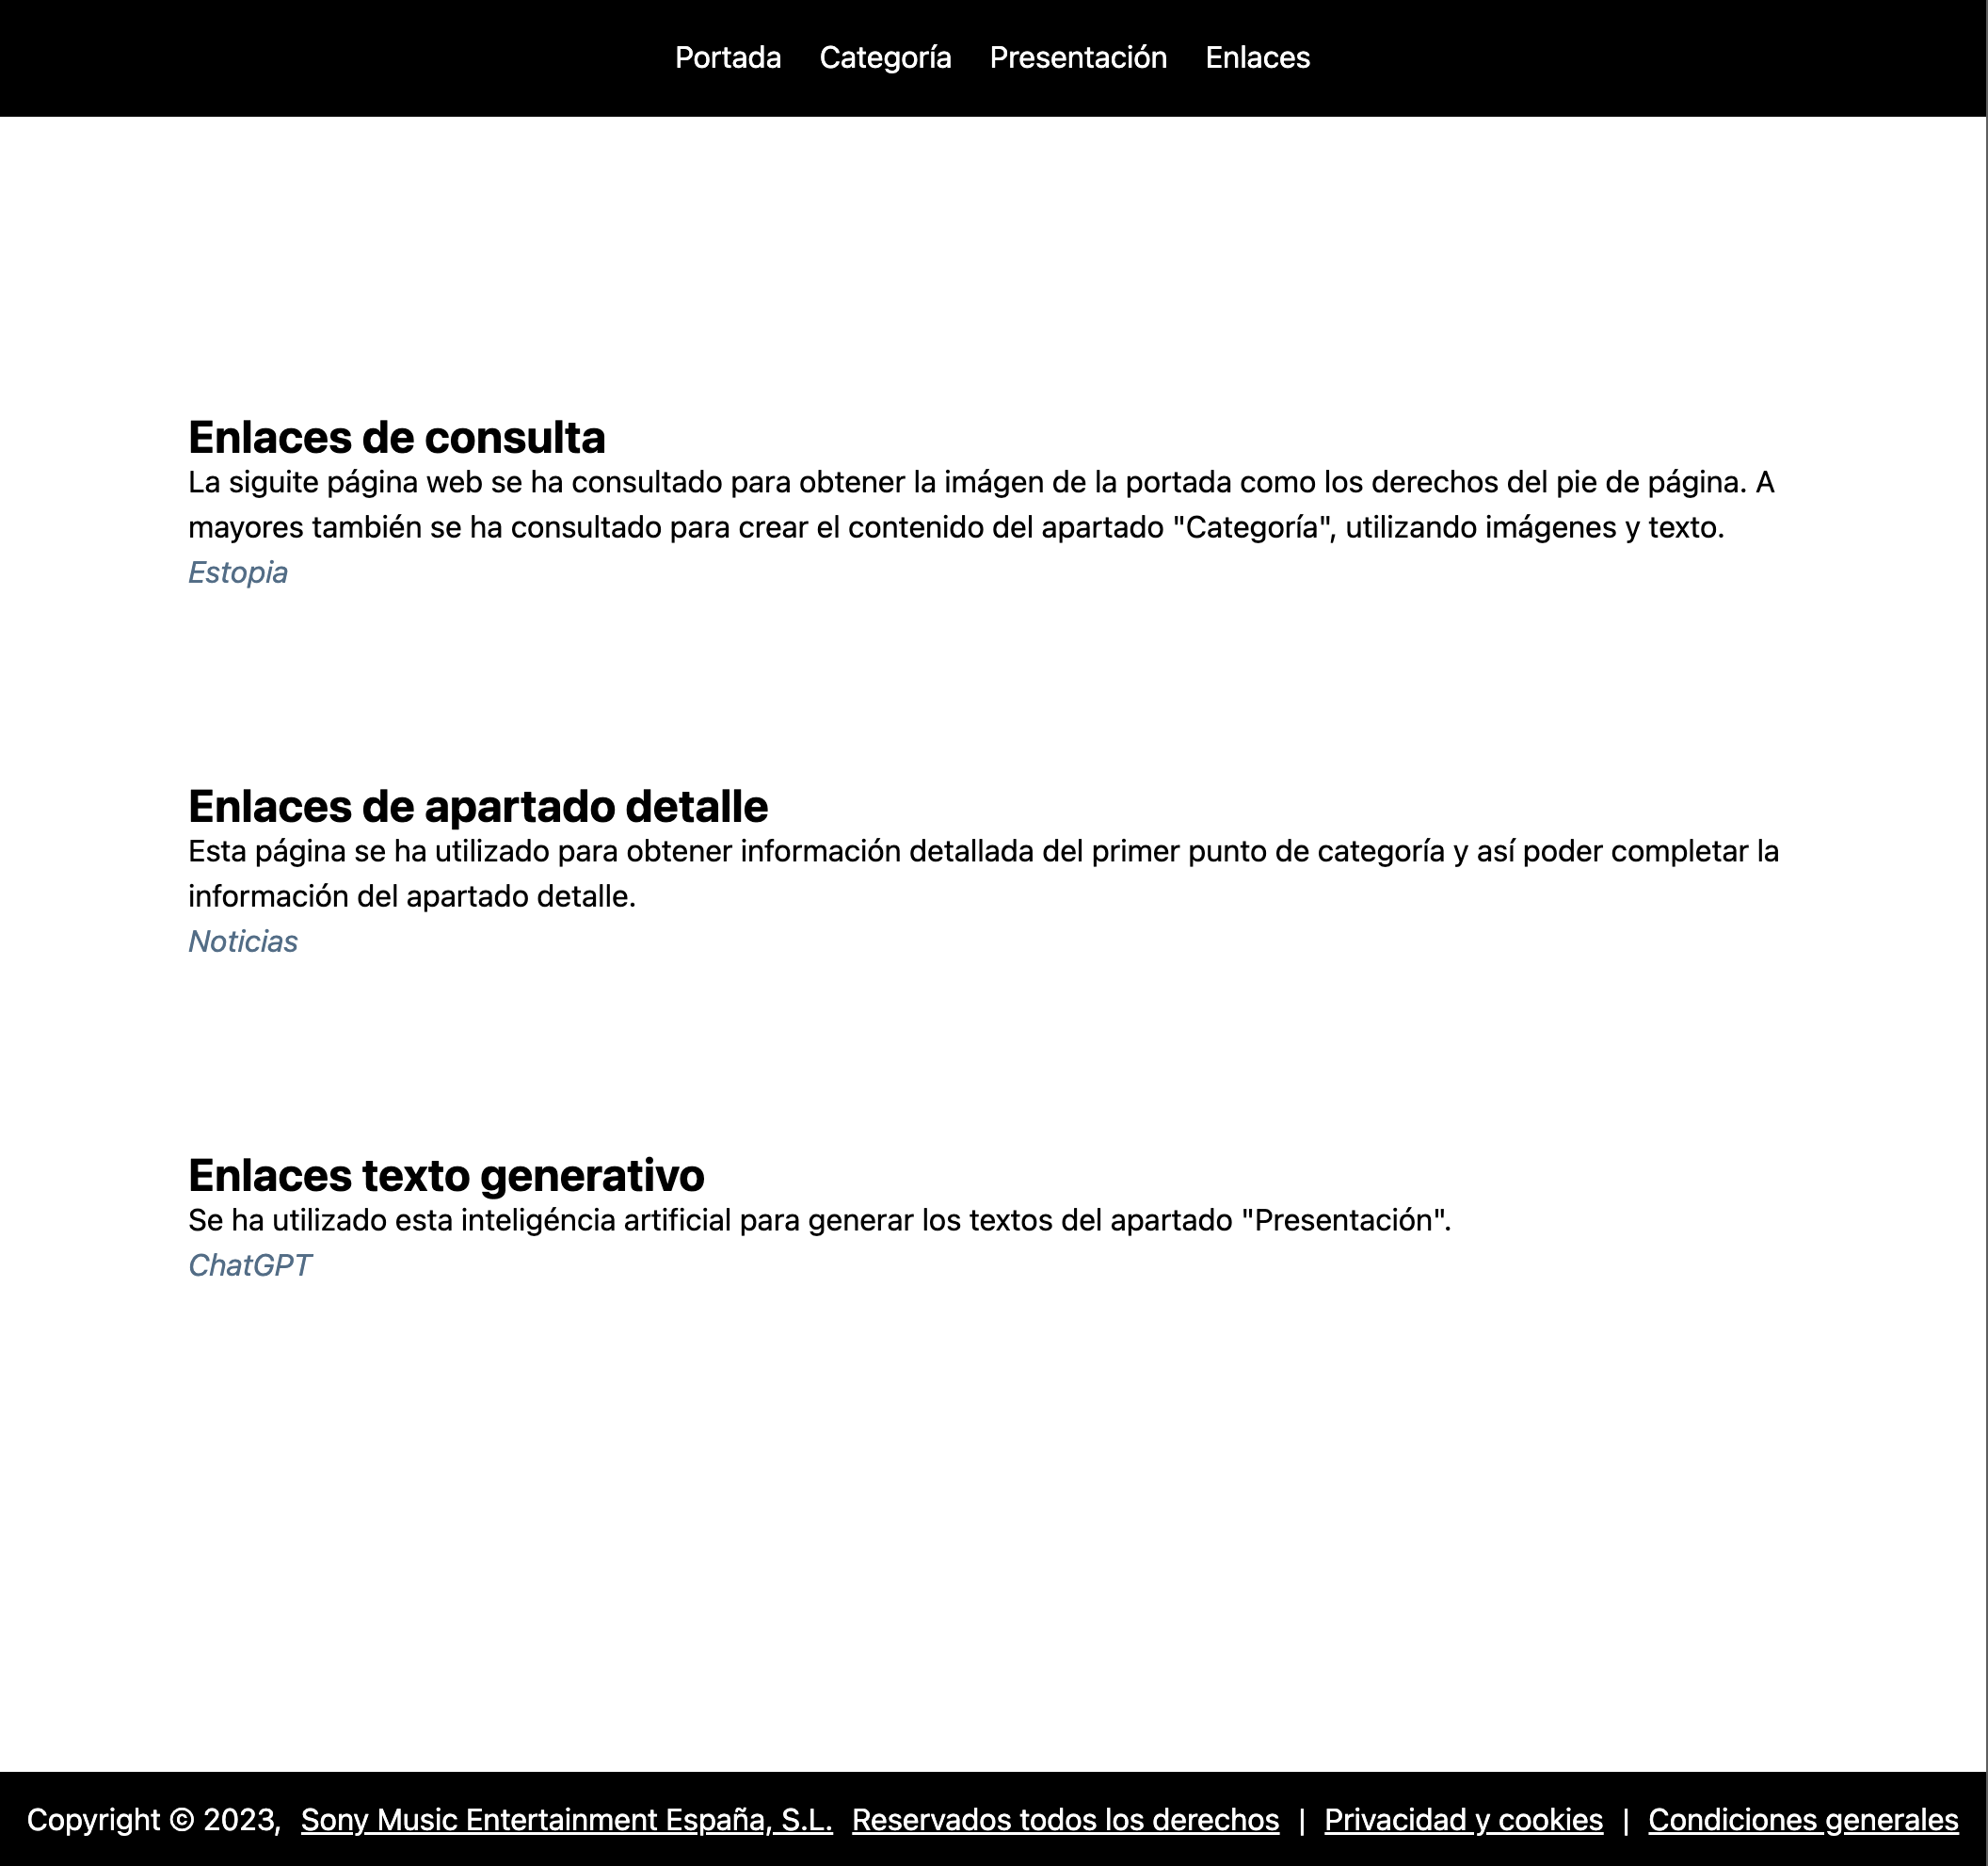 Portada Categoría Presentación Enlaces
Enlaces de consulta
La siguite página web se ha consultado para obtener la imágen de la portada como los derechos del pie de página. A
mayores también se ha consultado para crear el contenido del apartado "Categoría", utilizando imágenes y texto.
Estopia
Enlaces de apartado detalle
Esta página se ha utilizado para obtener información detallada del primer punto de categoría y así poder completar la
información del apartado detalle.
Noticias
Enlaces texto generativo
Se ha utilizado esta inteligéncia artificial para generar los textos del apartado "Presentación".
ChatGPT
Copyright © 2023, Sony Music Entertainment España, S.L. Reservados todos los derechos | Privacidad y cookies | Condiciones generales